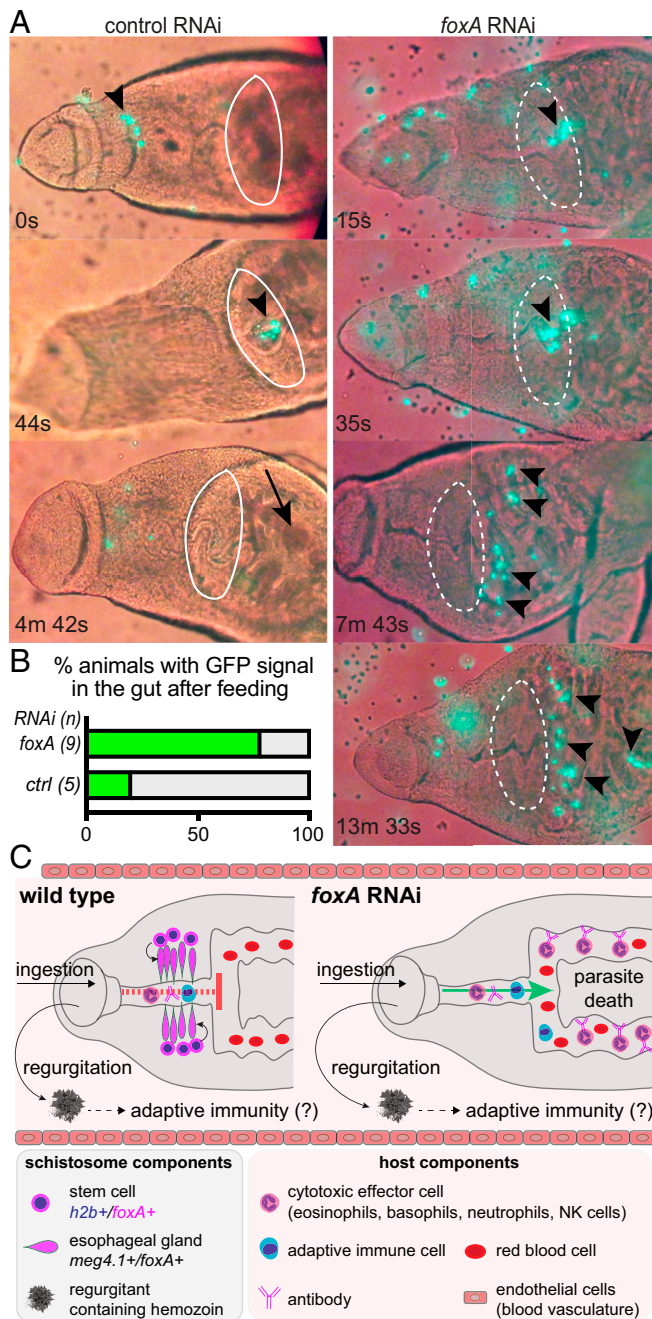 A
control RNAi
foxA RNAi
0s
15s
44s
35s
4m 42s
7m 43s
13m 33s
B
% animals with GFP signal
in the gut after feeding
RNAi (n)
foxA (9)
ctrl (5)
0 50 100
C
wild type
foxA RNAi
ingestion
ingestion
parasite
death
regurgitation
regurgitation
adaptive immunity (?)
adaptive immunity (?)
schistosome components
stem cell
h2b+/foxA+
esophageal gland
meg4.1+/foxA+
regurgitant
containing hemozoin
host components
cytotoxic effector cell
(eosinophils, basophils, neutrophils, NK cells)
adaptive immune cell
red blood cell
antibody
endothelial cells
(blood vasculature)